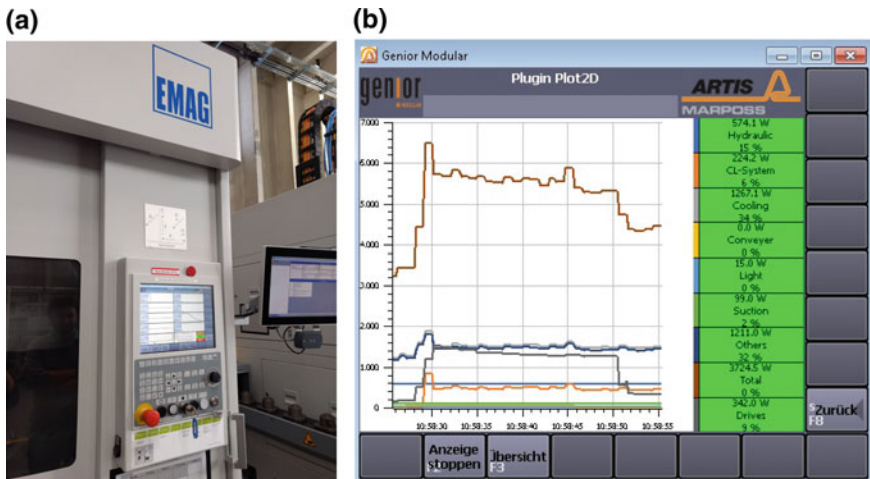 (a)
(b)
EMAG
Genior Modular
genior
MODULAR
Plugin Plot2D
ARTIS
MARPOSS
7.000
6.000
5.000
4.000
3.000
2.000
1.000
0
10:58:30
10:58:35
10:58:40
10:58:45
10:58:50
10:58:55
574.1 W
Hydraulic
15 %
224.2 W
CL-System
6 %
1267.1 W
Cooling
34 %
0.0 W
Conveyer
0 %
15.0 W
Light
0 %
99.0 W
Suction
2 %
1211.0 W
Others
32 %
3724.5 W
Total
0 %
342.0 W
Drives
9 %
Zurück
F8
Anzeige
stoppen
Übersicht
F3